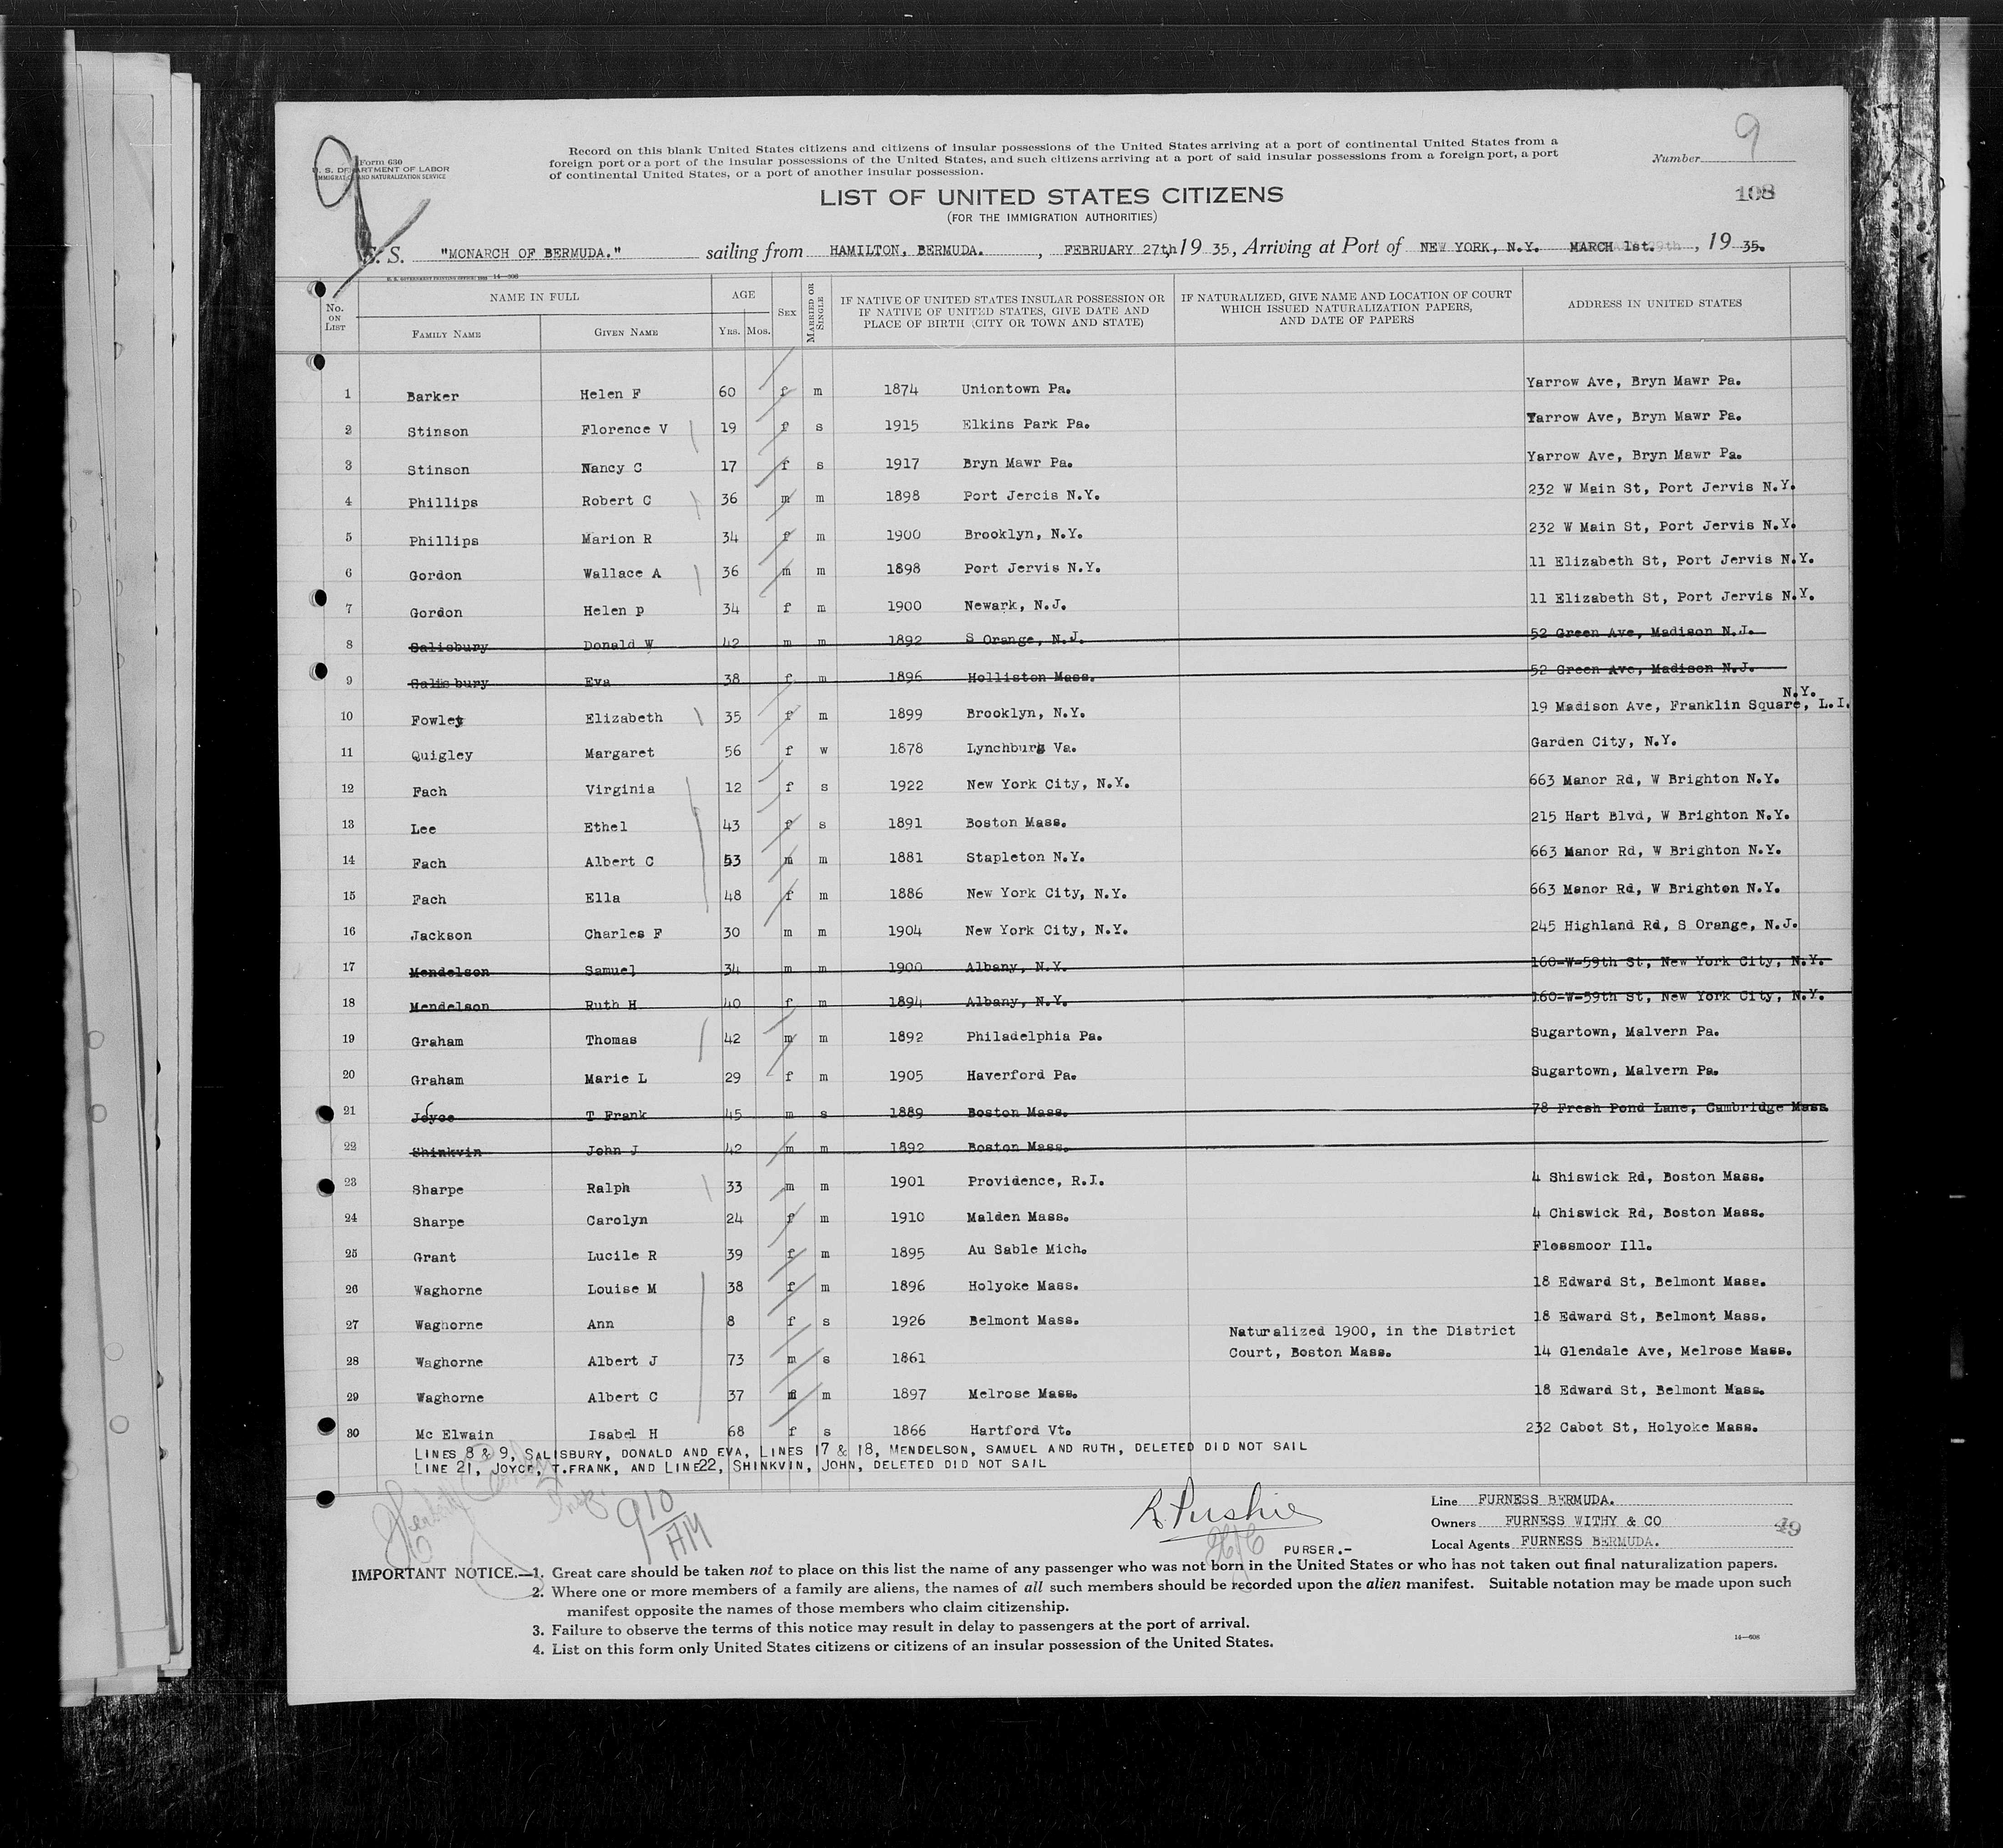 9
Form 630
U. S. DEPARTMENT OF LABOR
IMMIGRATION AND NATURALIZATION SERVICE
Record on this blank United States citizens and citizens of insular possessions of the United States arriving at a port of continental United States from a
foreign port or a port of the insular possessions of the United States, and such citizens arriving at a port of said insular possessions from a foreign port, a port
of continental United States, or a port of another insular possession.
Number 9
108
LIST OF UNITED STATES CITIZENS
(FOR THE IMMIGRATION AUTHORITIES)
S. S. "MONARCH OF BERMUDA." sailing from HAMILTON, BERMUDA. , FEBRUARY 27th, 19 35, Arriving at Port of NEW YORK, N.Y. MARCH 1st. , 19 35.
No. ON LIST NAME IN FULL AGE SEX MARRIED OR SINGLE IF NATIVE OF UNITED STATES INSULAR POSSESSION OR IF NATIVE OF UNITED STATES, GIVE DATE AND PLACE OF BIRTH (CITY OR TOWN AND STATE) IF NATURALIZED, GIVE NAME AND LOCATION OF COURT WHICH ISSUED NATURALIZATION PAPERS, AND DATE OF PAPERS ADDRESS IN UNITED STATES
FAMILY NAME GIVEN NAME YRS. MOS.
1 Barker Helen F 60 f m 1874 Uniontown Pa. Yarrow Ave, Bryn Mawr Pa.
2 Stinson Florence V 19 f s 1915 Elkins Park Pa. Yarrow Ave, Bryn Mawr Pa.
3 Stinson Nancy C 17 f s 1917 Bryn Mawr Pa. Yarrow Ave, Bryn Mawr Pa.
4 Phillips Robert C 36 m m 1898 Port Jercis N.Y. 232 W Main St, Port Jervis N.Y.
5 Phillips Marion R 34 f m 1900 Brooklyn, N.Y. 232 W Main St, Port Jervis N.Y.
6 Gordon Wallace A 36 m m 1898 Port Jervis N.Y. 11 Elizabeth St, Port Jervis N.Y.
7 Gordon Helen p 34 f m 1900 Newark, N.J. 11 Elizabeth St, Port Jervis N.Y.
8 Salisbury Donald W 42 m m 1892 S Orange, N.J. 52 Green Ave, Madison N.J.
9 Salisbury Eva 38 f m 1896 Holliston Mass. 52 Green Ave, Madison N.J.
10 Fowley Elizabeth 35 f m 1899 Brooklyn, N.Y. 19 Madison Ave, Franklin Square, L.I. N.Y.
11 Quigley Margaret 56 f w 1878 Lynchburg Va. Garden City, N.Y.
12 Fach Virginia 12 f s 1922 New York City, N.Y. 663 Manor Rd, W Brighton N.Y.
13 Lee Ethel 43 f s 1891 Boston Mass. 215 Hart Blvd, W Brighton N.Y.
14 Fach Albert C 53 m m 1881 Stapleton N.Y. 663 Manor Rd, W Brighton N.Y.
15 Fach Ella 48 f m 1886 New York City, N.Y. 663 Manor Rd, W Brighton N.Y.
16 Jackson Charles F 30 m m 1904 New York City, N.Y. 245 Highland Rd, S Orange, N.J.
17 Mendelson Samuel 34 m m 1900 Albany, N.Y. 160-W-59th St, New York City, N.Y.
18 Mendelson Ruth H 40 f m 1894 Albany, N.Y. 160-W-59th St, New York City, N.Y.
19 Graham Thomas 42 m m 1892 Philadelphia Pa. Sugartown, Malvern Pa.
20 Graham Marie L 29 f m 1905 Haverford Pa. Sugartown, Malvern Pa.
21 Joyce T Frank 45 m s 1889 Boston Mass. 78 Fresh Pond Lane, Cambridge Mass
22 Shinkvin John J 42 m m 1892 Boston Mass.
23 Sharpe Ralph 33 m m 1901 Providence, R.I. 4 Shiswick Rd, Boston Mass.
24 Sharpe Carolyn 24 f m 1910 Malden Mass. 4 Chiswick Rd, Boston Mass.
25 Grant Lucile R 39 f m 1895 Au Sable Mich. Flossmoor Ill.
26 Waghorne Louise M 38 f m 1896 Holyoke Mass. 18 Edward St, Belmont Mass.
27 Waghorne Ann 8 f s 1926 Belmont Mass. 18 Edward St, Belmont Mass.
28 Waghorne Albert J 73 m s 1861 Naturalized 1900, in the District Court, Boston Mass. 14 Glendale Ave, Melrose Mass.
29 Waghorne Albert C 37 m m 1897 Melrose Mass. 18 Edward St, Belmont Mass.
30 Mc Elwain Isabel H 68 f s 1866 Hartford Vt. 232 Cabot St, Holyoke Mass.
LINES 8 & 9, SALISBURY, DONALD AND EVA, LINES 17 & 18, MENDELSON, SAMUEL AND RUTH, DELETED DID NOT SAIL
LINE 21, JOYCE, T.FRANK, AND LINE22, SHINKVIN, JOHN, DELETED DID NOT SAIL
910
AM
PURSER.-
Line FURNESS BERMUDA.
Owners FURNESS WITHY & CO
Local Agents FURNESS BERMUDA.
49
IMPORTANT NOTICE.—1. Great care should be taken not to place on this list the name of any passenger who was not born in the United States or who has not taken out final naturalization papers.
2. Where one or more members of a family are aliens, the names of all such members should be recorded upon the alien manifest. Suitable notation may be made upon such
manifest opposite the names of those members who claim citizenship.
3. Failure to observe the terms of this notice may result in delay to passengers at the port of arrival.
4. List on this form only United States citizens or citizens of an insular possession of the United States.
14—608